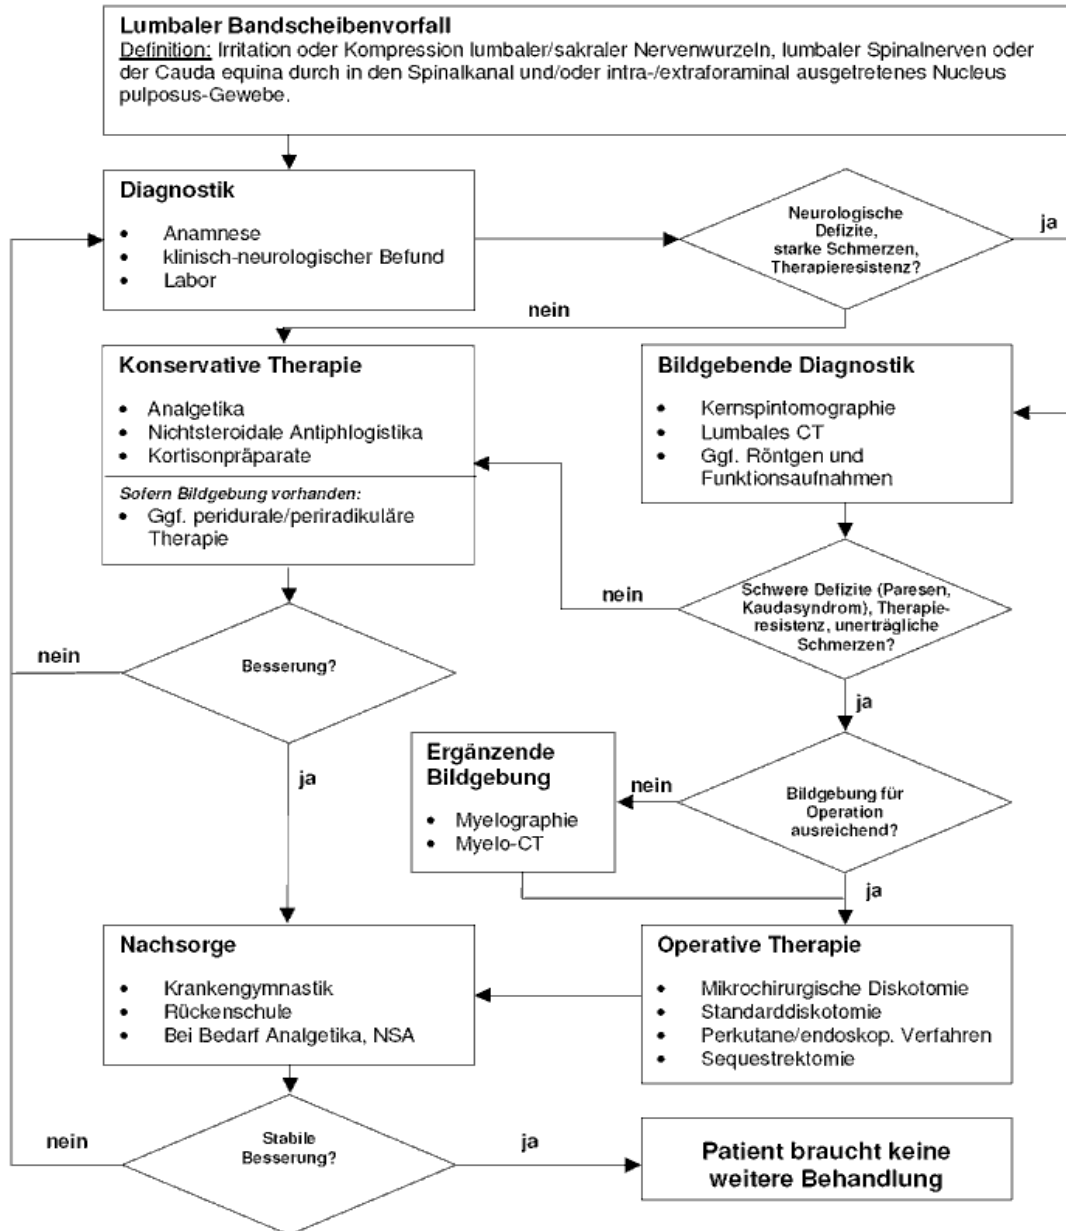 Lumbaler Bandscheibenvorfall
Definition: Irritation oder Kompression lumbaler/sakraler Nervenwurzeln, lumbaler Spinalnerven oder
der Cauda equina durch in den Spinalkanal und/oder intra-/extraforaminal ausgetretenes Nucleus
pulposus-Gewebe.
Diagnostik
• Anamnese
• klinisch-neurologischer Befund
• Labor
Neurologische
Defizite,
starke Schmerzen,
Therapieresistenz?
ja
nein
Konservative Therapie
• Analgetika
• Nichtsteroidale Antiphlogistika
• Kortisonpräparate
Sofern Bildgebung vorhanden:
• Ggf. peridurale/periradikuläre
Therapie
Bildgebende Diagnostik
• Kernspintomographie
• Lumbales CT
• Ggf. Röntgen und
Funktionsaufnahmen
nein
Schwere Defizite (Paresen,
Kaudasyndrom), Therapie-
resistenz, unerträgliche
Schmerzen?
nein
Besserung?
ja
ja
Ergänzende
Bildgebung
• Myelographie
• Myelo-CT
nein
Bildgebung für
Operation
ausreichend?
ja
Nachsorge
• Krankengymnastik
• Rückenschule
• Bei Bedarf Analgetika, NSA
Operative Therapie
• Mikrochirurgische Diskotomie
• Standarddiskotomie
• Perkutane/endoskop. Verfahren
• Sequestrektomie
nein
Stabile
Besserung?
ja
Patient braucht keine
weitere Behandlung